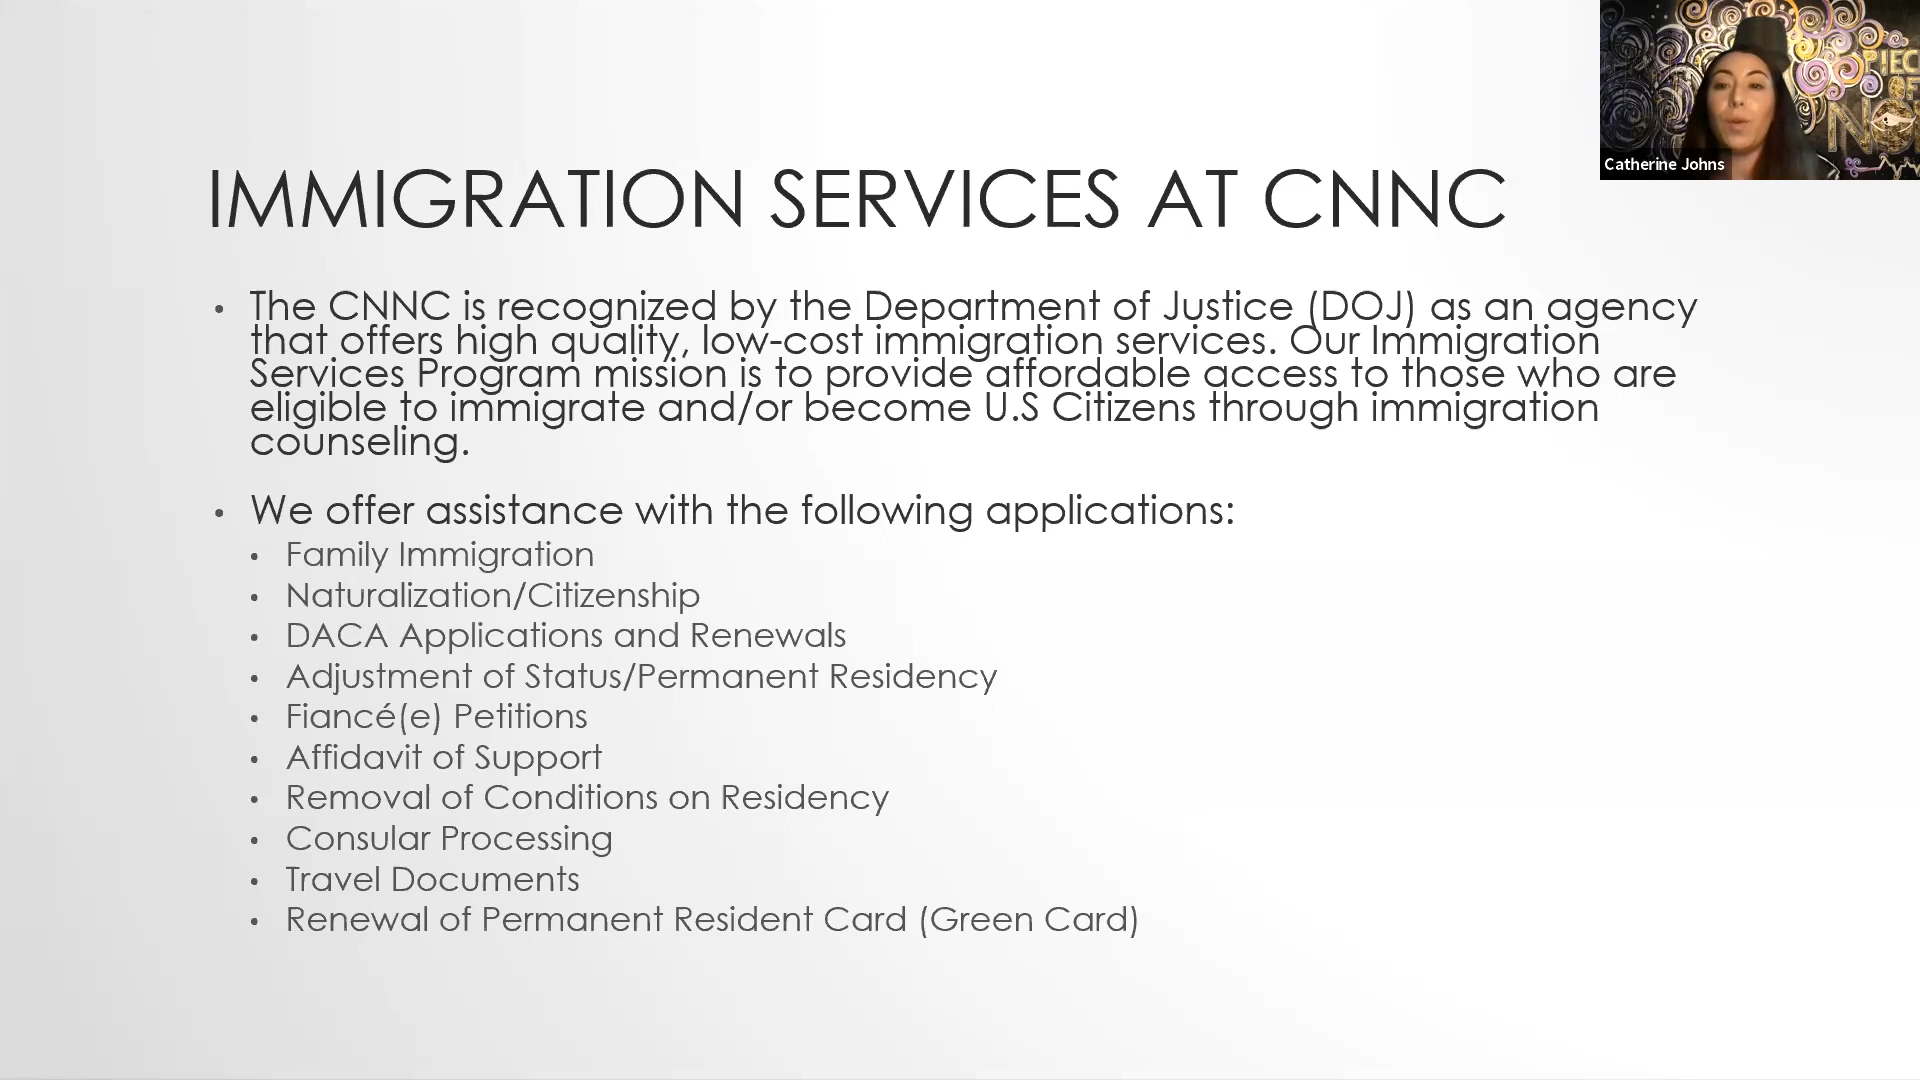 IMMIGRATION SERVICES AT CNNC
• The CNNC is recognized by the Department of Justice (DOJ) as an agency
that offers high quality, low-cost immigration services. Our Immigration
Services Program mission is to provide affordable access to those who are
eligible to immigrate and/or become U.S Citizens through immigration
counseling.
• We offer assistance with the following applications:
• Family Immigration
• Naturalization/Citizenship
• DACA Applications and Renewals
• Adjustment of Status/Permanent Residency
• Fiancé(e) Petitions
• Affidavit of Support
• Removal of Conditions on Residency
• Consular Processing
• Travel Documents
• Renewal of Permanent Resident Card (Green Card)
PIEC
OF
Catherine Johns